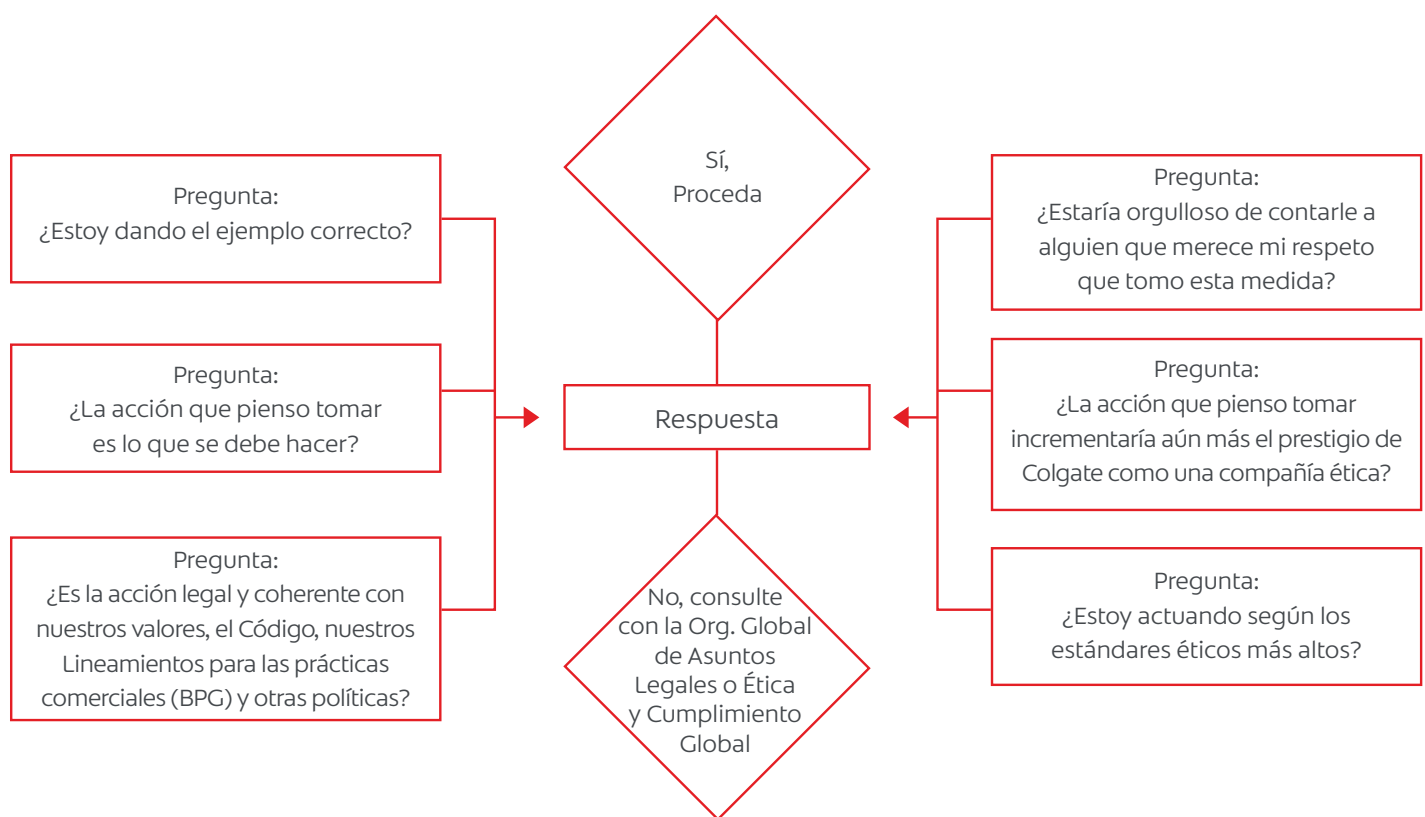 Pregunta:
¿Estoy dando el ejemplo correcto?
Pregunta:
¿La acción que pienso tomar
es lo que se debe hacer?
Pregunta:
¿Es la acción legal y coherente con
nuestros valores, el Código, nuestros
Lineamientos para las prácticas
comerciales (BPG) y otras políticas?
Sí,
Proceda
Respuesta
No, consulte
con la Org. Global
de Asuntos
Legales o Ética
y Cumplimiento
Global
Pregunta:
¿Estaría orgulloso de contarle a
alguien que merece mi respeto
que tomo esta medida?
Pregunta:
¿La acción que pienso tomar
incrementaría aún más el prestigio de
Colgate como una compañía ética?
Pregunta:
¿Estoy actuando según los
estándares éticos más altos?